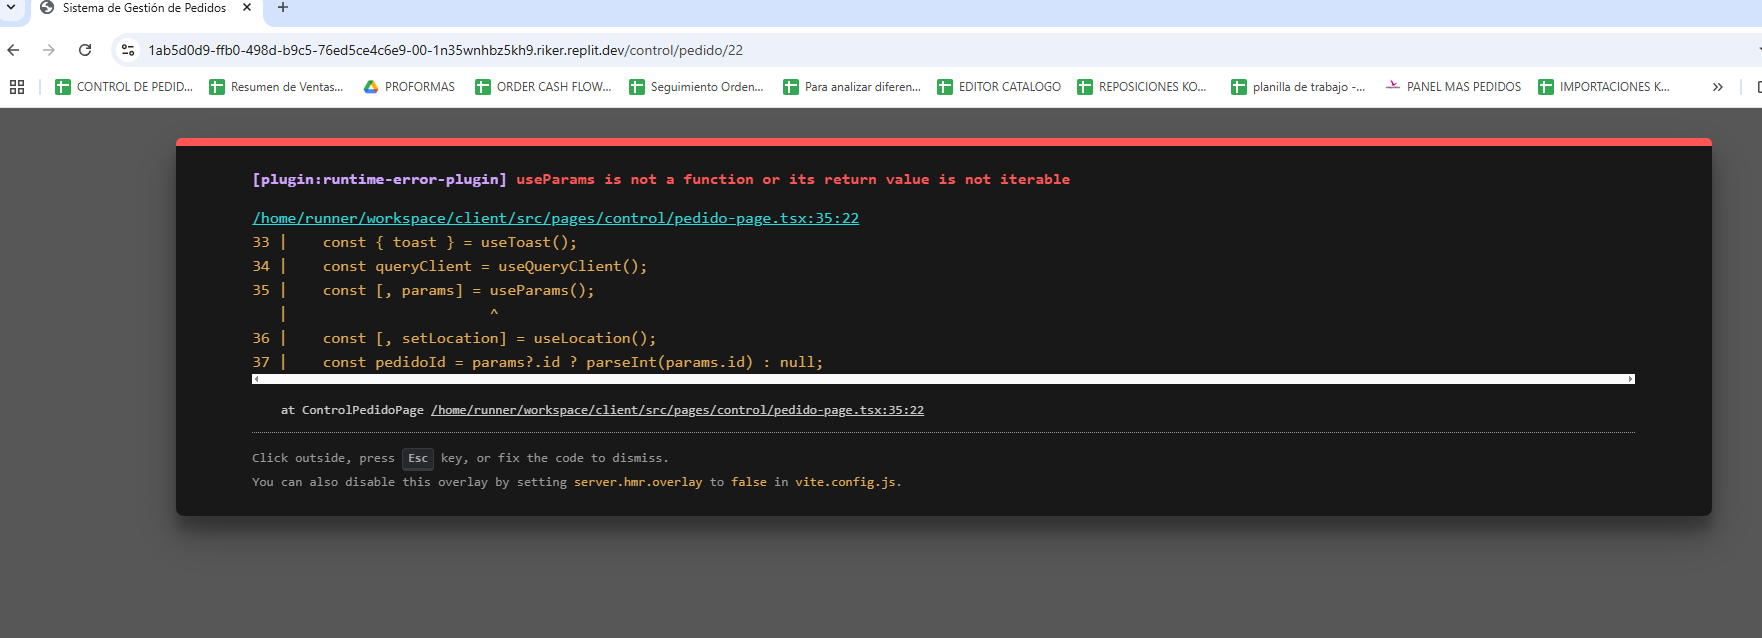 Sistema de Gestión de Pedidos
1ab5d0d9-ffb0-498d-b9c5-76ed5ce4c6e9-00-1n35wnhbz5kh9.riker.replit.dev/control/pedido/22
CONTROL DE PEDID... Resumen de Ventas... PROFORMAS ORDER CASH FLOW... Seguimiento Orden... Para analizar diferen... EDITOR CATALOGO REPOSICIONES KO... planilla de trabajo -... PANEL MAS PEDIDOS IMPORTACIONES K... »
[plugin:runtime-error-plugin] useParams is not a function or its return value is not iterable
/home/runner/workspace/client/src/pages/control/pedido-page.tsx:35:22
33 | const { toast } = useToast();
34 | const queryClient = useQueryClient();
35 | const [, params] = useParams();
| ^
36 | const [, setLocation] = useLocation();
37 | const pedidoId = params?.id ? parseInt(params.id) : null;
at ControlPedidoPage /home/runner/workspace/client/src/pages/control/pedido-page.tsx:35:22
Click outside, press Esc key, or fix the code to dismiss.
You can also disable this overlay by setting server.hmr.overlay to false in vite.config.js.